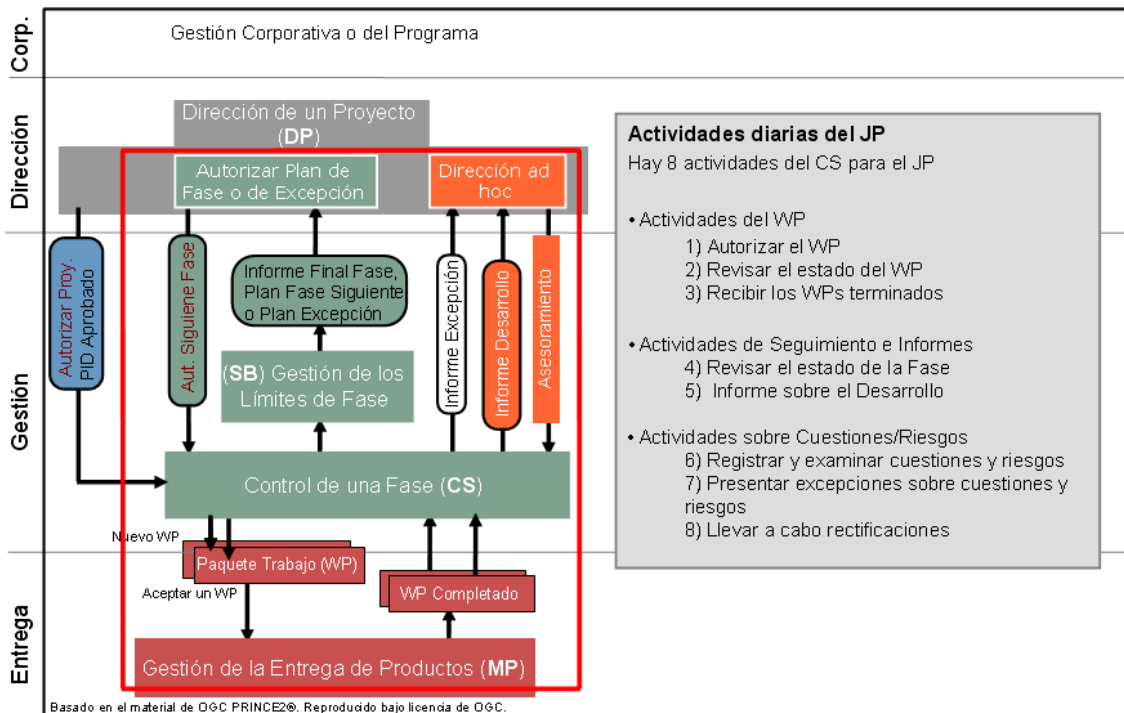 Corp.
Gestión Corporativa o del Programa
Dirección
Dirección de un Proyecto
(DP)
Autorizar Plan de
Fase o de Excepción
Dirección ad
hoc
Gestión
Autorizar Proy.
PID Aprobado
Aut. Siguiene Fase
Informe Final Fase,
Plan Fase Siguiente
o Plan Excepción
Informe Excepción
Informe Desarrollo
Asesoramiento
(SB) Gestión de los
Límites de Fase
Control de una Fase (CS)
Nuevo WP
Paquete Trabajo (WP)
Aceptar un WP
WP Completado
Entrega
Gestión de la Entrega de Productos (MP)
Basado en el material de OGC PRINCE2®. Reproducido bajo licencia de OGC.
Actividades diarias del JP
Hay 8 actividades del CS para el JP
• Actividades del WP
1) Autorizar el WP
2) Revisar el estado del WP
3) Recibir los WPs terminados
• Actividades de Seguimiento e Informes
4) Revisar el estado de la Fase
5) Informe sobre el Desarrollo
• Actividades sobre Cuestiones/Riesgos
6) Registrar y examinar cuestiones y riesgos
7) Presentar excepciones sobre cuestiones y
riesgos
8) Llevar a cabo rectificaciones